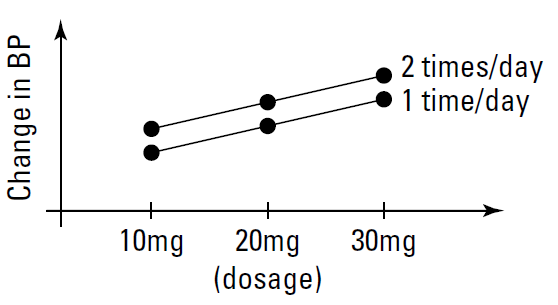 Change in BP
2 times/day
1 time/day
10mg 20mg 30mg
(dosage)